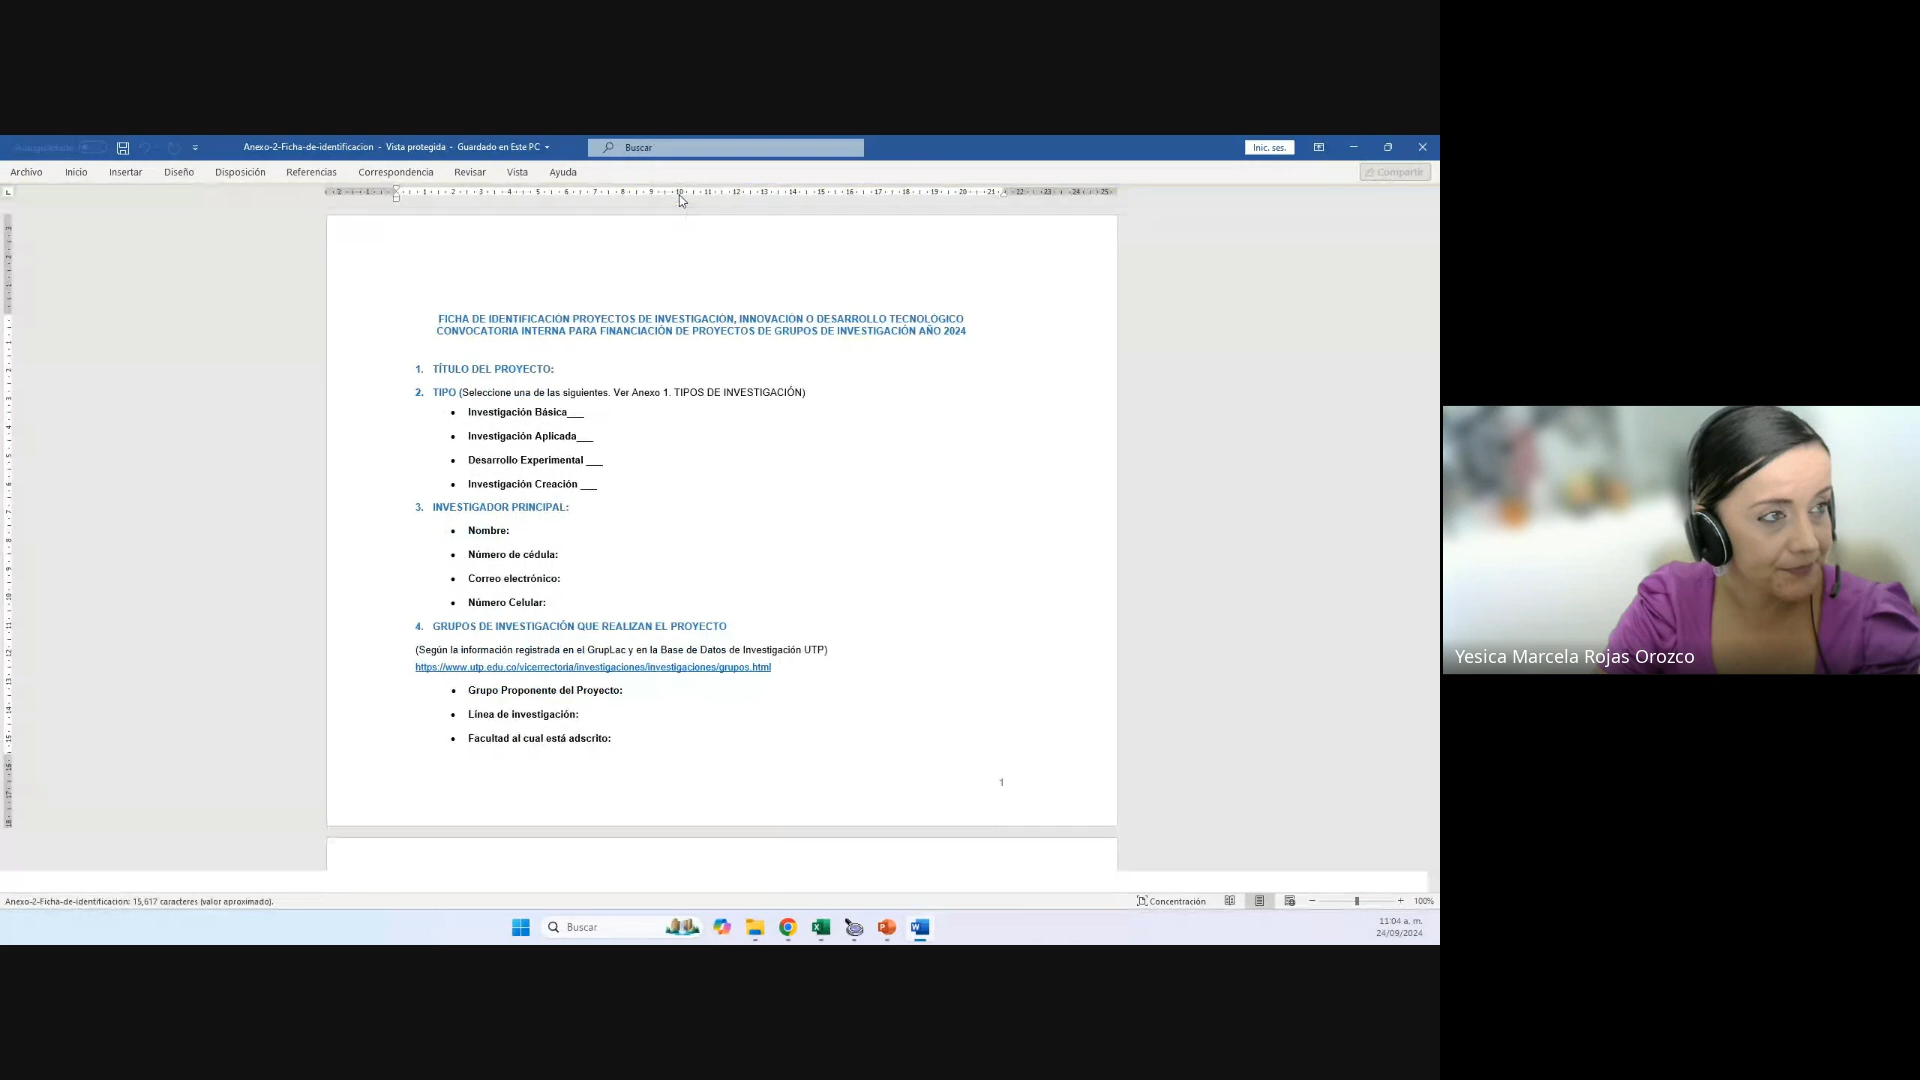 Anexo-2-Ficha-de-identificacion - Vista protegida - Guardado en Este PC
Buscar
Inic. ses.
Archivo Inicio Insertar Diseño Disposición Referencias Correspondencia Revisar Vista Ayuda
Compartir
FICHA DE IDENTIFICACIÓN PROYECTOS DE INVESTIGACIÓN, INNOVACIÓN O DESARROLLO TECNOLÓGICO
CONVOCATORIA INTERNA PARA FINANCIACIÓN DE PROYECTOS DE GRUPOS DE INVESTIGACIÓN AÑO 2024
1. TÍTULO DEL PROYECTO:
2. TIPO (Seleccione una de las siguientes. Ver Anexo 1. TIPOS DE INVESTIGACIÓN)
• Investigación Básica___
• Investigación Aplicada___
• Desarrollo Experimental ___
• Investigación Creación ___
3. INVESTIGADOR PRINCIPAL:
• Nombre:
• Número de cédula:
• Correo electrónico:
• Número Celular:
4. GRUPOS DE INVESTIGACIÓN QUE REALIZAN EL PROYECTO
(Según la información registrada en el GrupLac y en la Base de Datos de Investigación UTP)
https://www.utp.edu.co/vicerrectoria/investigaciones/investigaciones/grupos.html
• Grupo Proponente del Proyecto:
• Línea de investigación:
• Facultad al cual está adscrito:
1
Yesica Marcela Rojas Orozco
Anexo-2-Ficha-de-identificacion: 15,617 caracteres (valor aproximado).
Concentración
100%
Buscar
11:04 a. m.
24/09/2024